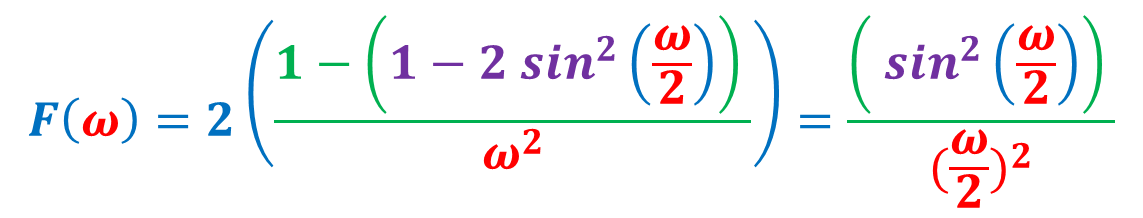 F(ω) = 2 ( (1 − (1 − 2 sin² (ω/2))) / ω² ) = ( sin² (ω/2)) / (ω/2)²